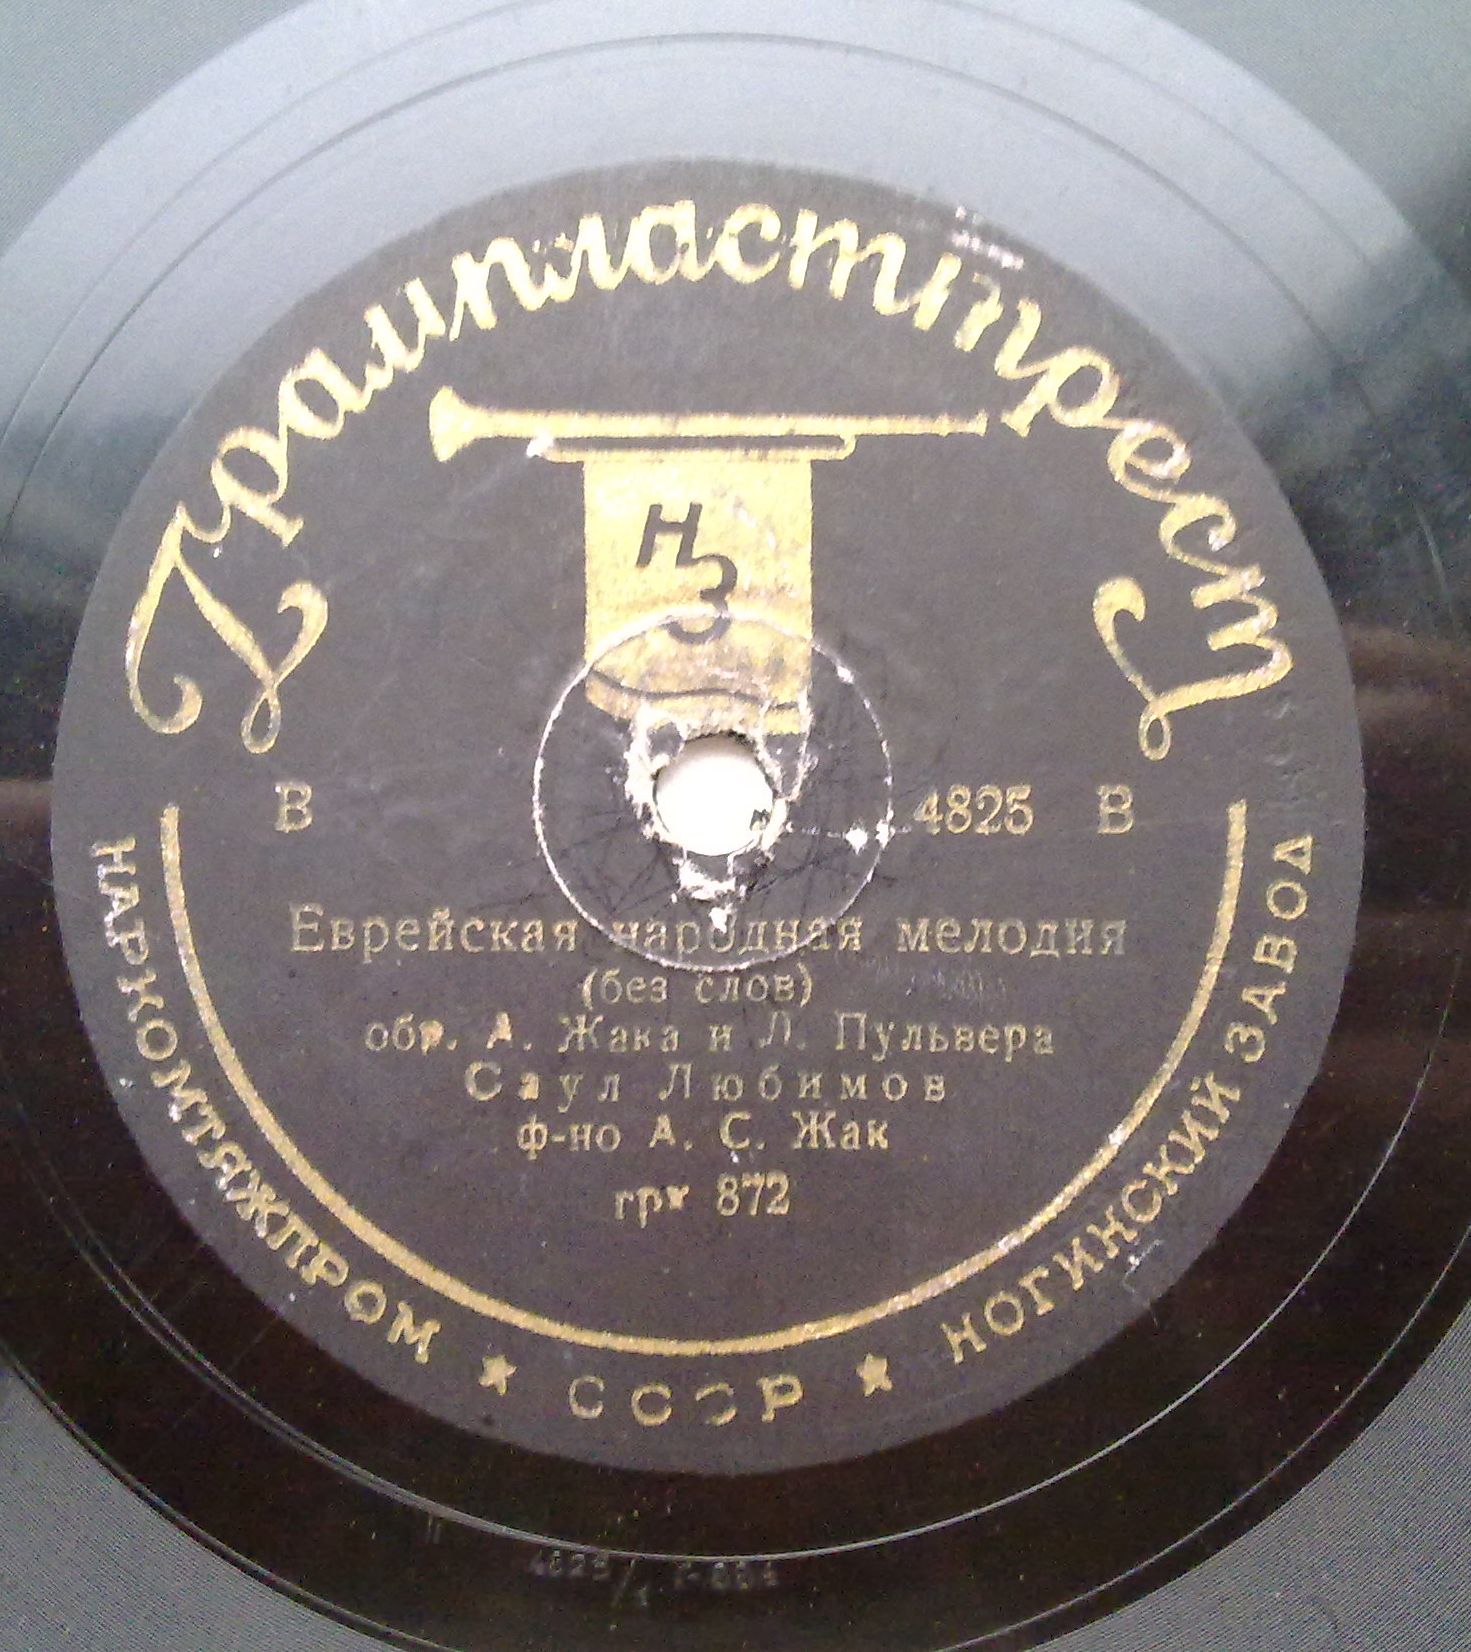 Грампласттрест
НЗ
В 4825 В
Еврейская народная мелодия
(без слов)
обр. А. Жака и Л. Пульвера
Саул Любимов
ф-но А. С. Жак
грк 872
НАРКОМТЯЖПРОМ ★ СССР ★ НОГИНСКИЙ ЗАВОД